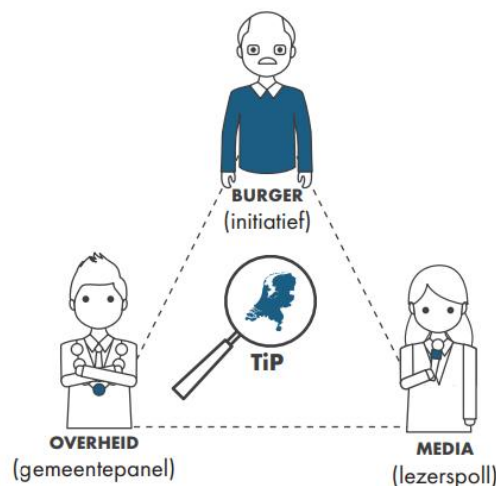 BURGER
(initiatief)
TiP
OVERHEID
(gemeentepanel)
MEDIA
(lezerspoll)